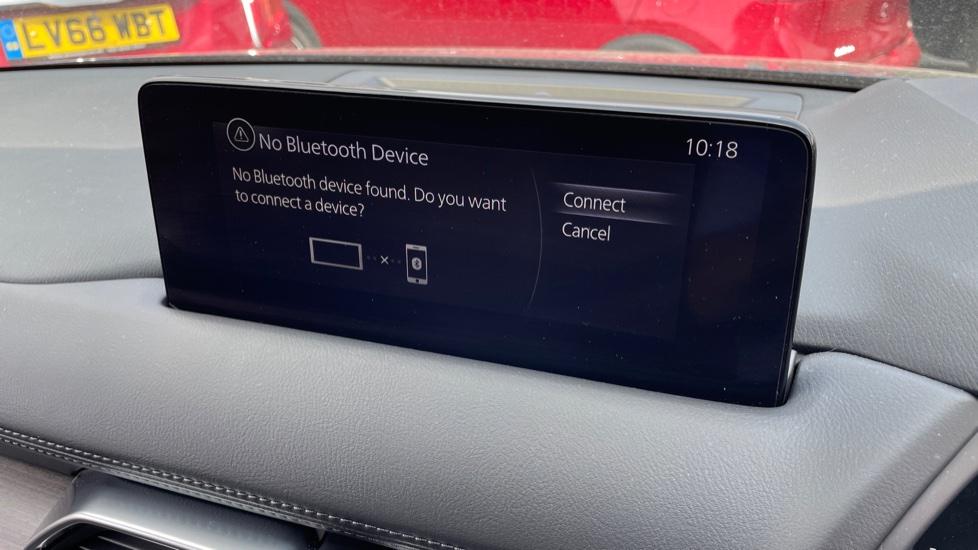 LV66 WBT
No Bluetooth Device
10:18
No Bluetooth device found. Do you want
to connect a device?
Connect
Cancel